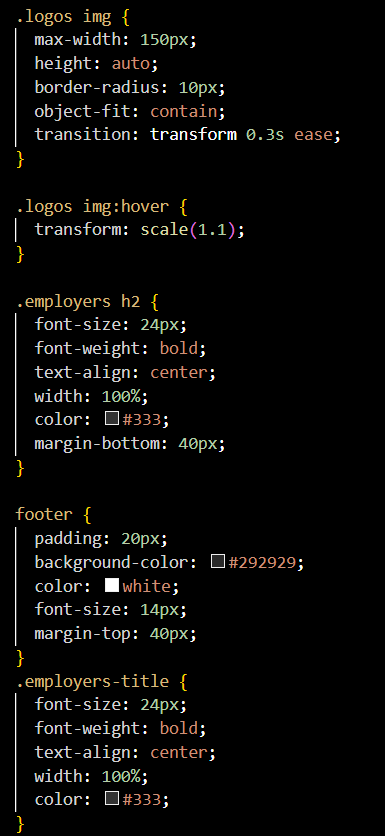 .logos img {
max-width: 150px;
height: auto;
border-radius: 10px;
object-fit: contain;
transition: transform 0.3s ease;
}
.logos img:hover {
transform: scale(1.1);
}
.employers h2 {
font-size: 24px;
font-weight: bold;
text-align: center;
width: 100%;
color: #333;
margin-bottom: 40px;
}
footer {
padding: 20px;
background-color: #292929;
color: white;
font-size: 14px;
margin-top: 40px;
}
.employers-title {
font-size: 24px;
font-weight: bold;
text-align: center;
width: 100%;
color: #333;
}